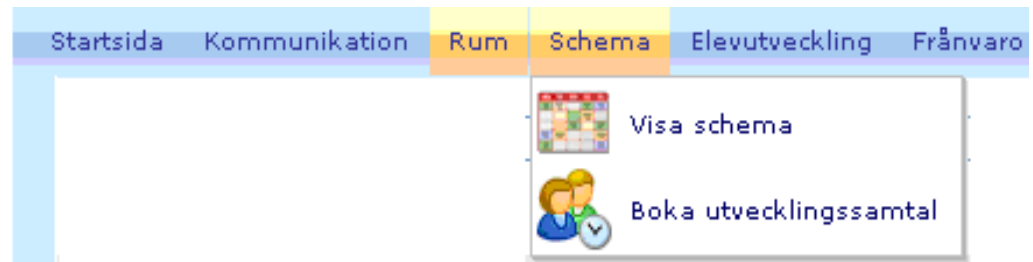 Startsida Kommunikation Rum Schema Elevutveckling Frånvaro
Visa schema
Boka utvecklingssamtal